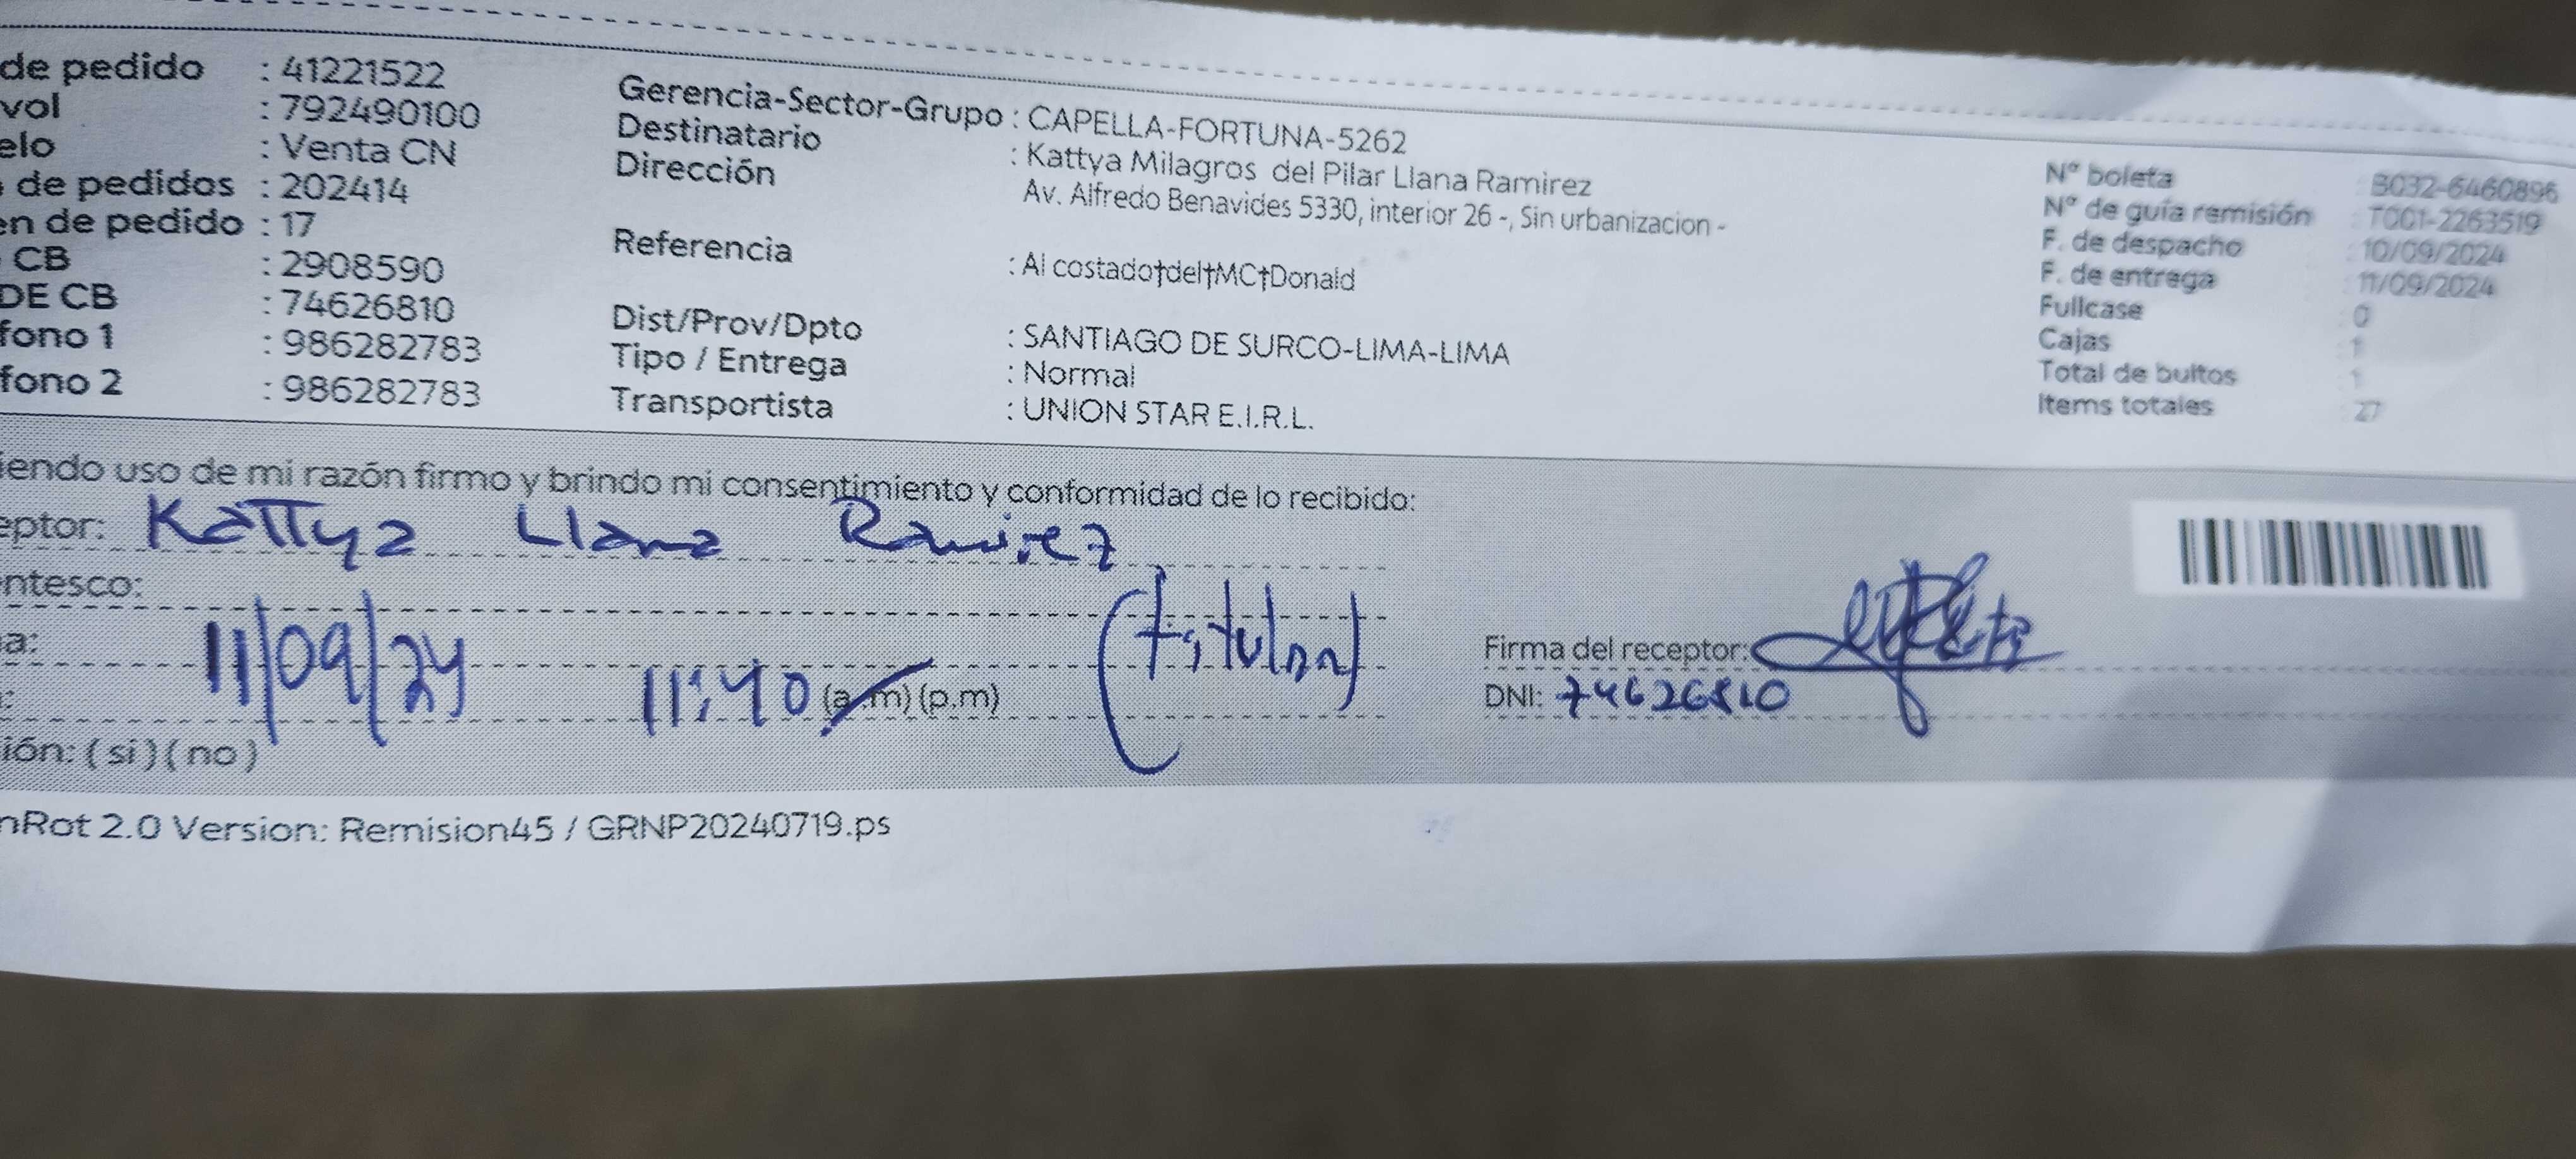 de pedido : 41221522
vol : 792490100
elo : Venta CN
de pedidos : 202414
en de pedido : 17
CB : 2908590
DE CB : 74626810
fono 1 : 986282783
fono 2 : 986282783
Gerencia-Sector-Grupo : CAPELLA-FORTUNA-5262
Destinatario : Kattya Milagros del Pilar Llana Ramirez
Dirección Av. Alfredo Benavides 5330, interior 26 -, Sin urbanizacion -
Referencia : Al costado†del†MC†Donald
Dist/Prov/Dpto : SANTIAGO DE SURCO-LIMA-LIMA
Tipo / Entrega : Normal
Transportista : UNION STAR E.I.R.L.
N° boleta : B032-6460896
N° de guía remisión : T001-2263519
F. de despacho : 10/09/2024
F. de entrega : 11/09/2024
Fullcase : 0
Cajas : 1
Total de bultos : 1
Items totales : 27
iendo uso de mi razón firmo y brindo mi consentimiento y conformidad de lo recibido:
eptor: Kattya Llana Ramirez
ntesco:
a: 11/09/24 (titular)
: 11:40 (a.m) (p.m)
ión: ( si ) ( no )
Firma del receptor:
DNI: 74626810
nRot 2.0 Version: Remision45 / GRNP20240719.ps